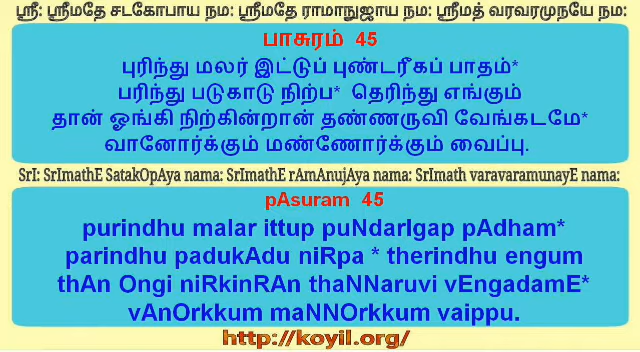 ஸ்ரீ: ஸ்ரீமதே சடகோபாய நம: ஸ்ரீமதே ராமாநுஜாய நம: ஸ்ரீமத் வரவரமுநயே நம:
பாசுரம் 45
புரிந்து மலர் இட்டுப் புண்டரீகப் பாதம்*
பரிந்து படுகாடு நிற்ப* தெரிந்து எங்கும்
தான் ஓங்கி நிற்கின்றான் தண்ணருவி வேங்கடமே*
வானோர்க்கும் மண்ணோர்க்கும் வைப்பு.
SrI: SrImathE SatakOpAya nama: SrImathE rAmAnujAya nama: SrImath varavaramunayE nama:
pAsuram 45
purindhu malar ittup puNdarIgap pAdham*
parindhu padukAdu niRpa * therindhu engum
thAn Ongi niRkinRAn thaNNaruvi vEngadamE*
vAnOrkkum maNNOrkkum vaippu.
http://koyil.org/